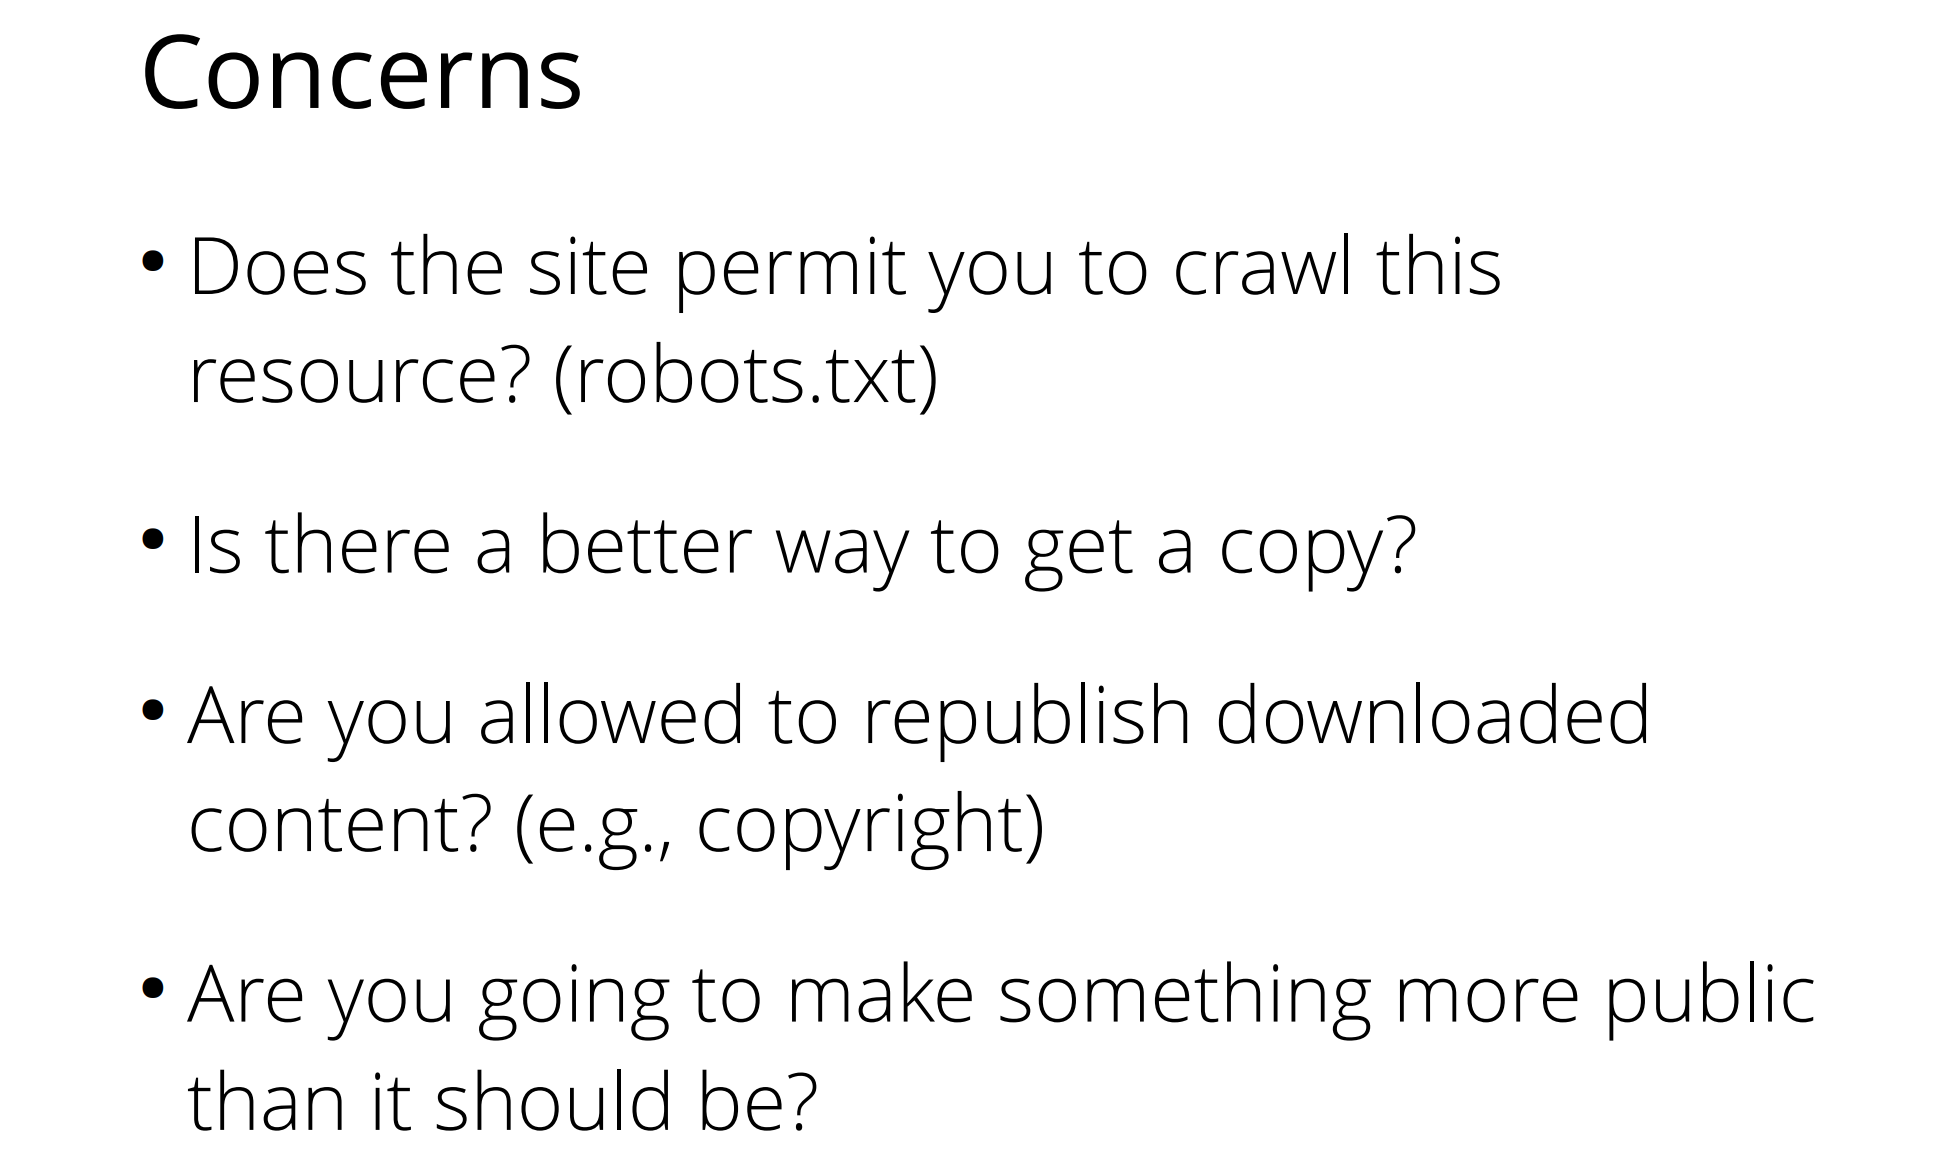 Concerns
• Does the site permit you to crawl this
resource? (robots.txt)
• Is there a better way to get a copy?
• Are you allowed to republish downloaded
content? (e.g., copyright)
• Are you going to make something more public
than it should be?